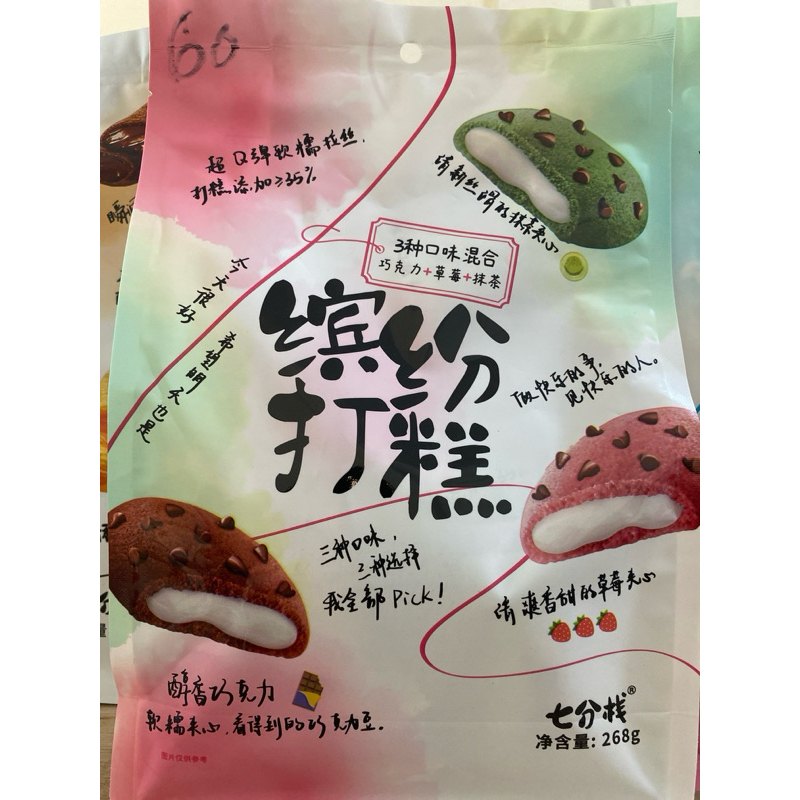 60
超Q弹软糯拉丝，
打糕添加≥35%
清新丝滑的抹茶夹心
3种口味混合
巧克力+草莓+抹茶
今天很好
希望明天也是
缤纷
打糕
做快乐的事，
见快乐的人。
三种口味，
三种选择
我全部Pick!
清爽香甜的草莓夹心
醇香巧克力
软糯夹心，看得到的巧克力豆。
七分栈®
净含量: 268g
图片仅供参考